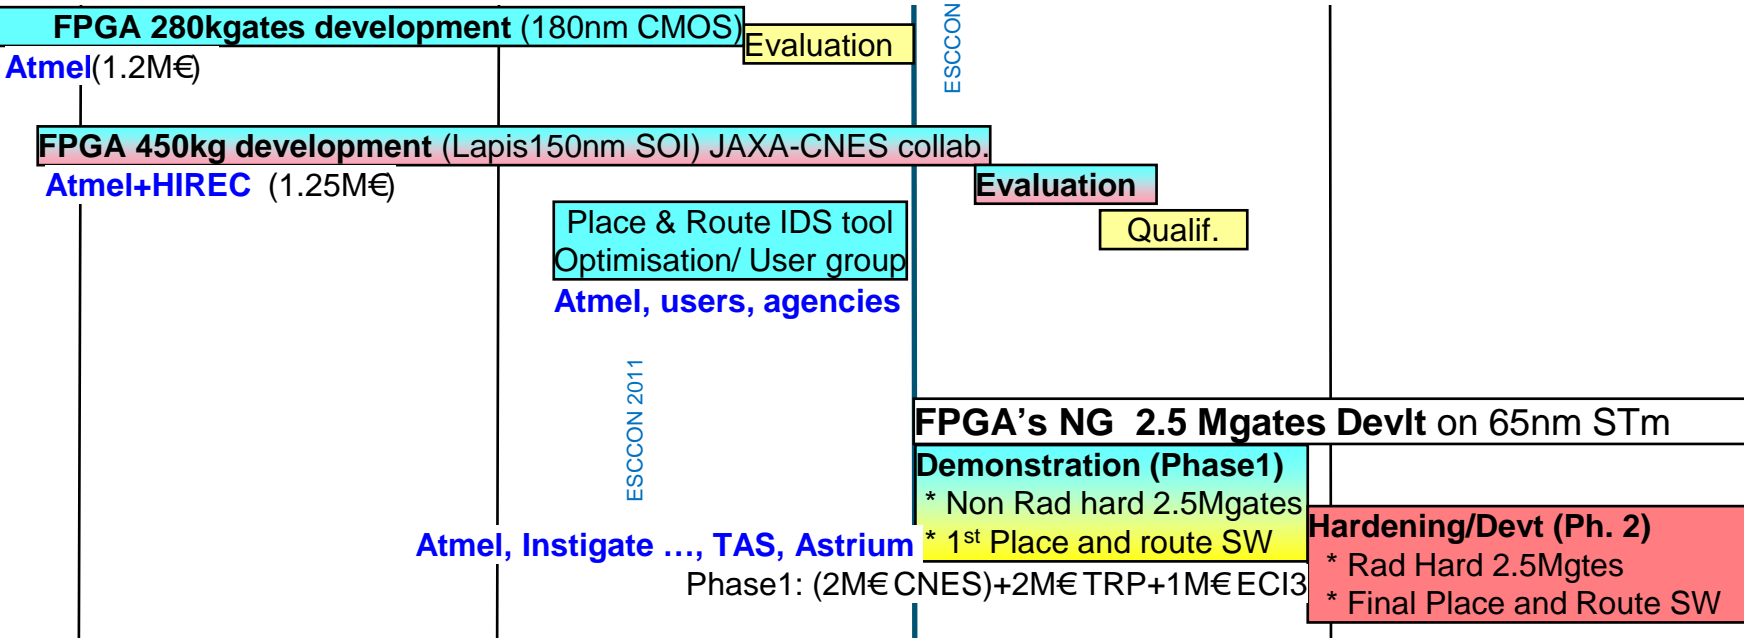 FPGA 280kgates development (180nm CMOS)
Evaluation
ESCCON
Atmel(1.2M€)
FPGA 450kg development (Lapis150nm SOI) JAXA-CNES collab.
Atmel+HIREC (1.25M€)
Evaluation
Qualif.
Place & Route IDS tool
Optimisation/ User group
Atmel, users, agencies
ESCCON 2011
FPGA’s NG 2.5 Mgates Devlt on 65nm STm
Demonstration (Phase1)
* Non Rad hard 2.5Mgates
* 1st Place and route SW
Atmel, Instigate …, TAS, Astrium
Phase1: (2M€ CNES)+2M€ TRP+1M€ ECI3
Hardening/Devt (Ph. 2)
* Rad Hard 2.5Mgtes
* Final Place and Route SW